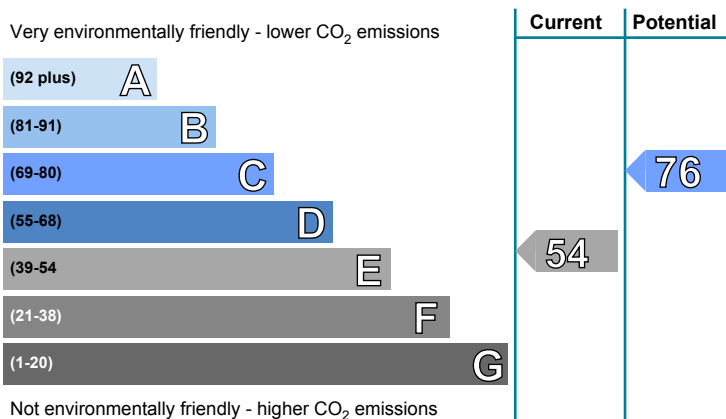 Very environmentally friendly - lower CO2 emissions
Current
Potential
(92 plus) A
(81-91) B
(69-80) C
(55-68) D
(39-54 E
(21-38) F
(1-20) G
76
54
Not environmentally friendly - higher CO2 emissions